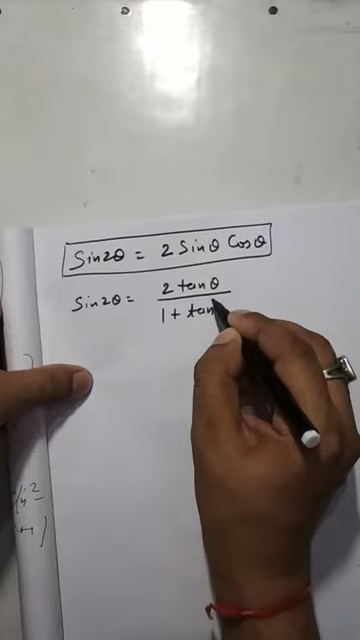 Sin2θ = 2 Sinθ Cosθ
Sin2θ = 2 tanθ / 1 + tan